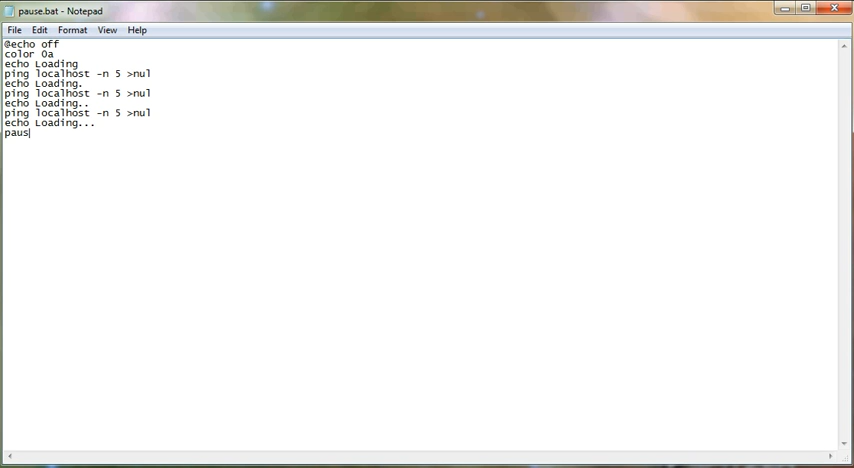 pause.bat - Notepad
File Edit Format View Help
@echo off
color 0a
echo Loading
ping localhost -n 5 >nul
echo Loading.
ping localhost -n 5 >nul
echo Loading..
ping localhost -n 5 >nul
echo Loading...
paus